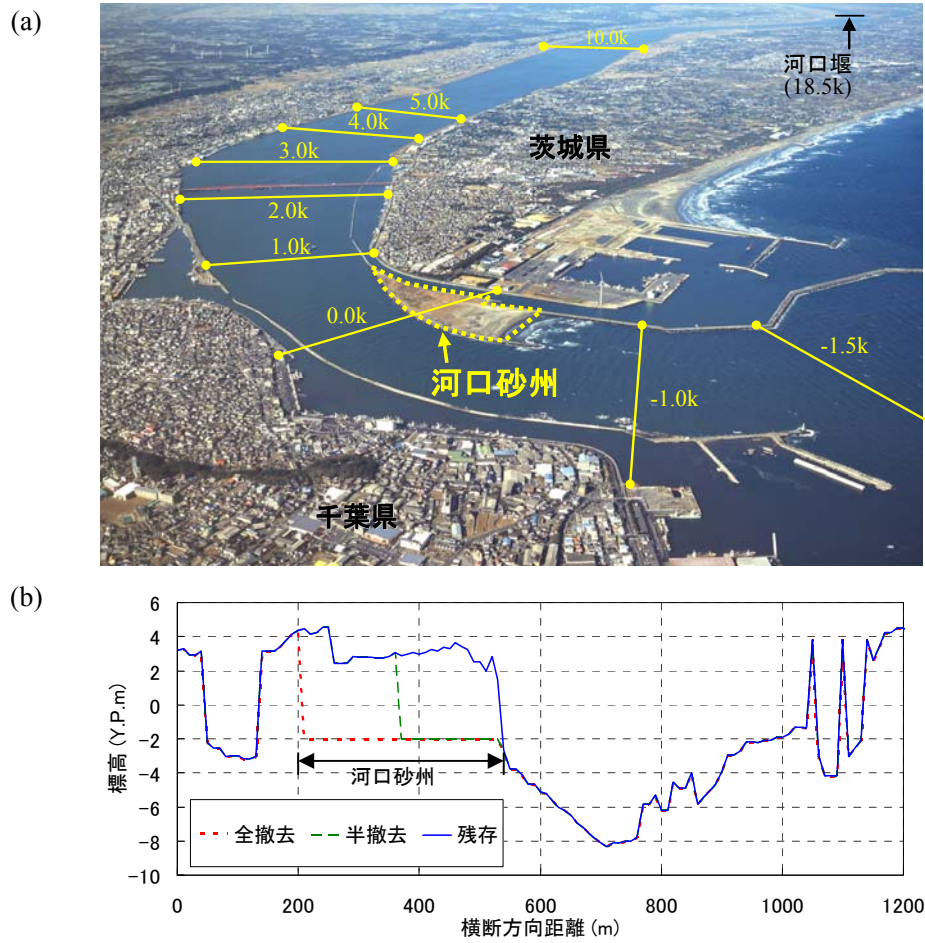 (a)
10.0k
河口堰
(18.5k)
5.0k
4.0k
茨城県
3.0k
2.0k
1.0k
0.0k
-1.5k
河口砂州
-1.0k
千葉県
(b)
標高 (Y.P.m)
6
4
2
0
-2
-4
-6
-8
-10
河口砂州
全撤去 半撤去 残存
0 200 400 600 800 1000 1200
横断方向距離 (m)